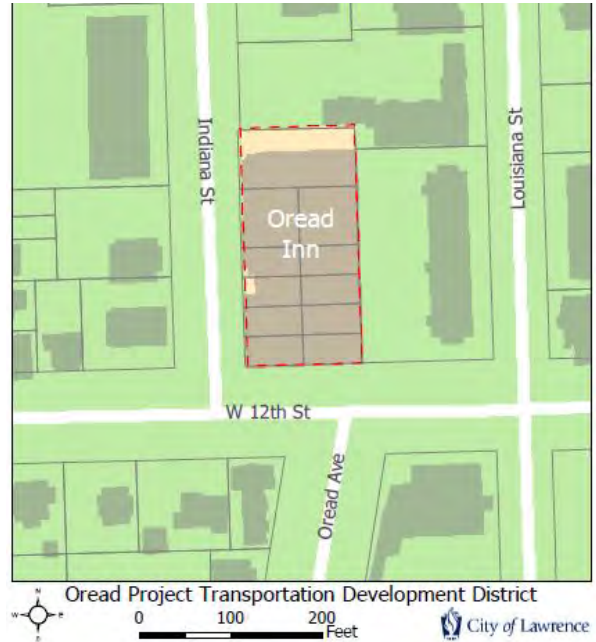 Indiana St
Louisiana St
Oread
Inn
W 12th St
Oread Ave
Oread Project Transportation Development District
N
W
E
S
0 100 200
Feet
City of Lawrence